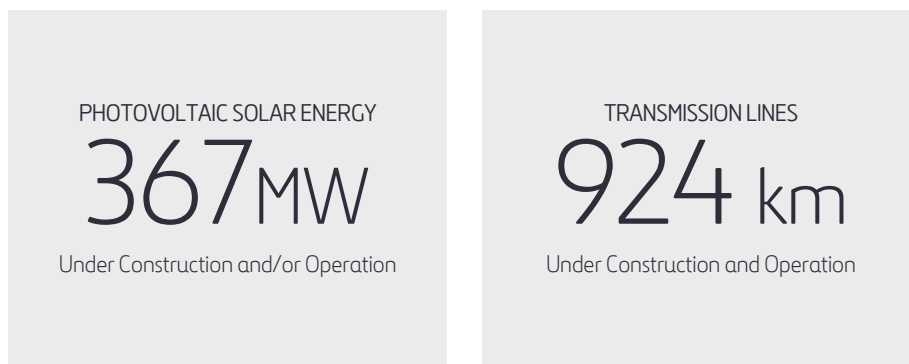 PHOTOVOLTAIC SOLAR ENERGY
367MW
Under Construction and/or Operation
TRANSMISSION LINES
924 km
Under Construction and Operation